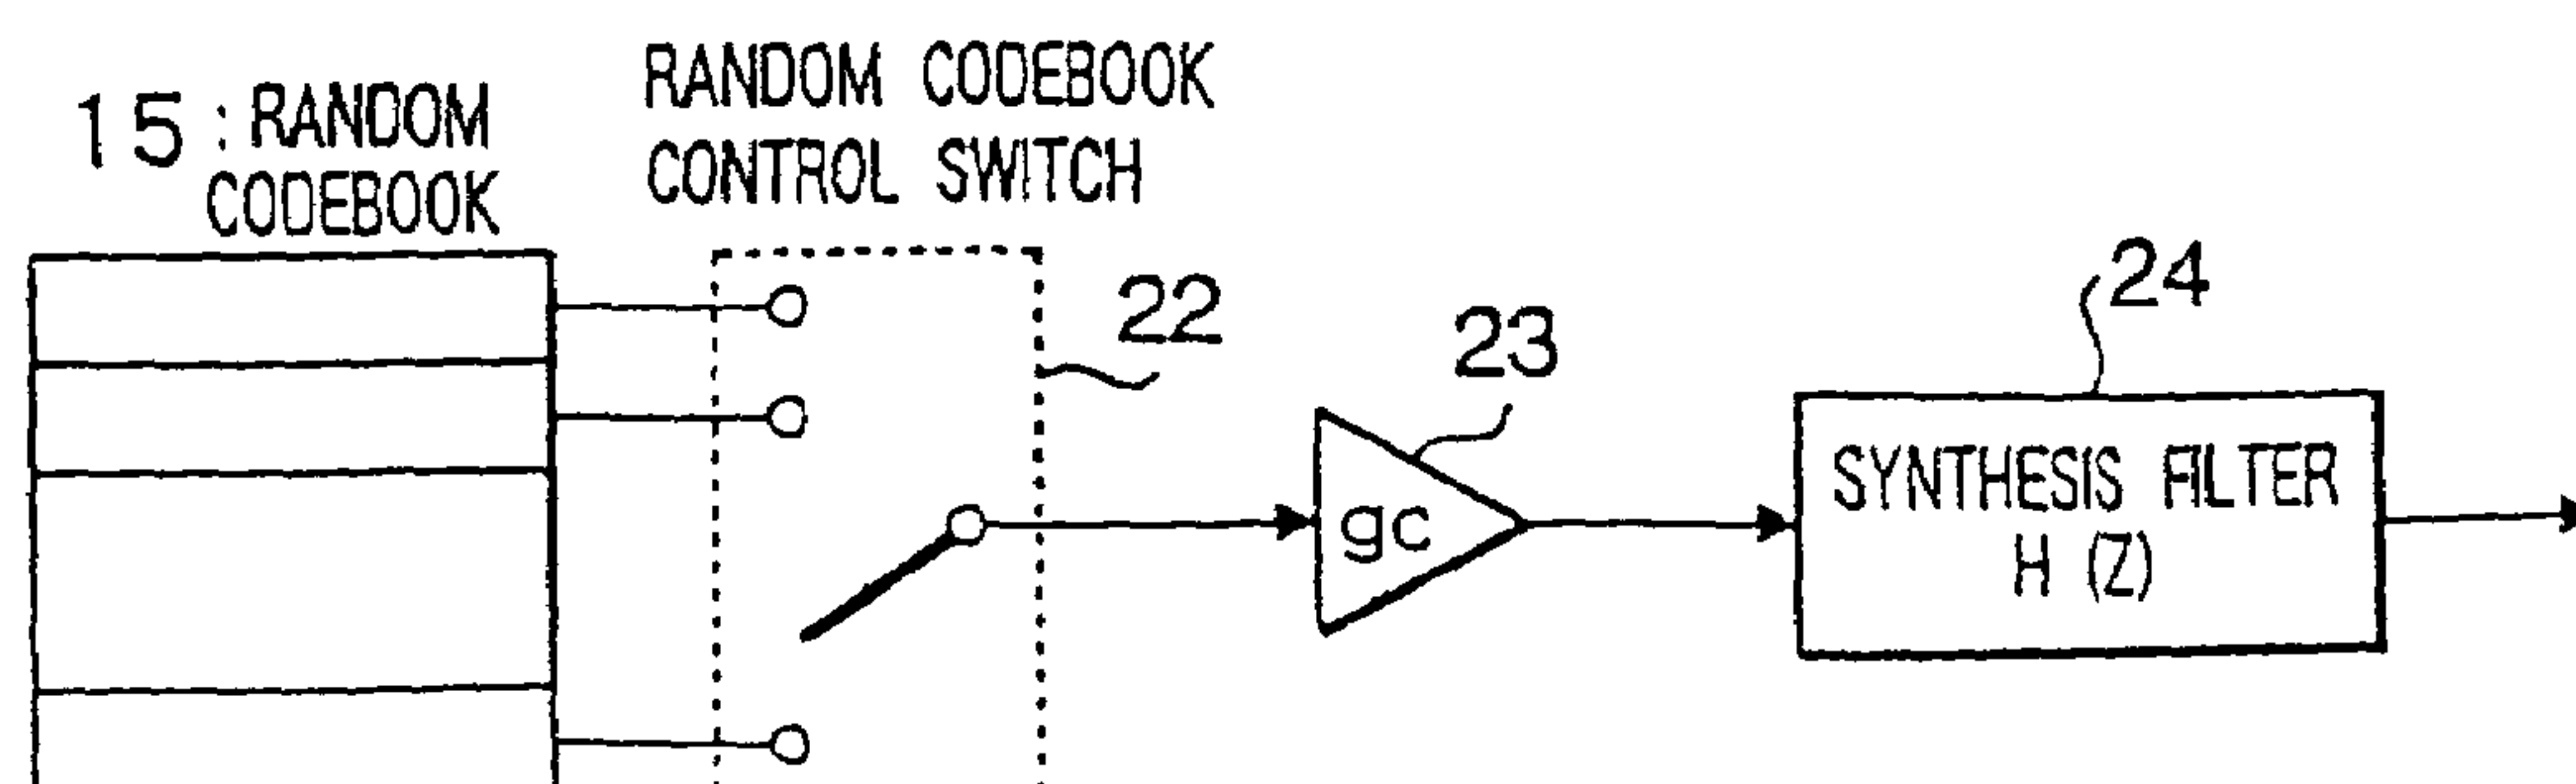 15 : RANDOM
CODEBOOK
RANDOM CODEBOOK
CONTROL SWITCH
22
23
24
gc
SYNTHESIS FILTER
H (Z)